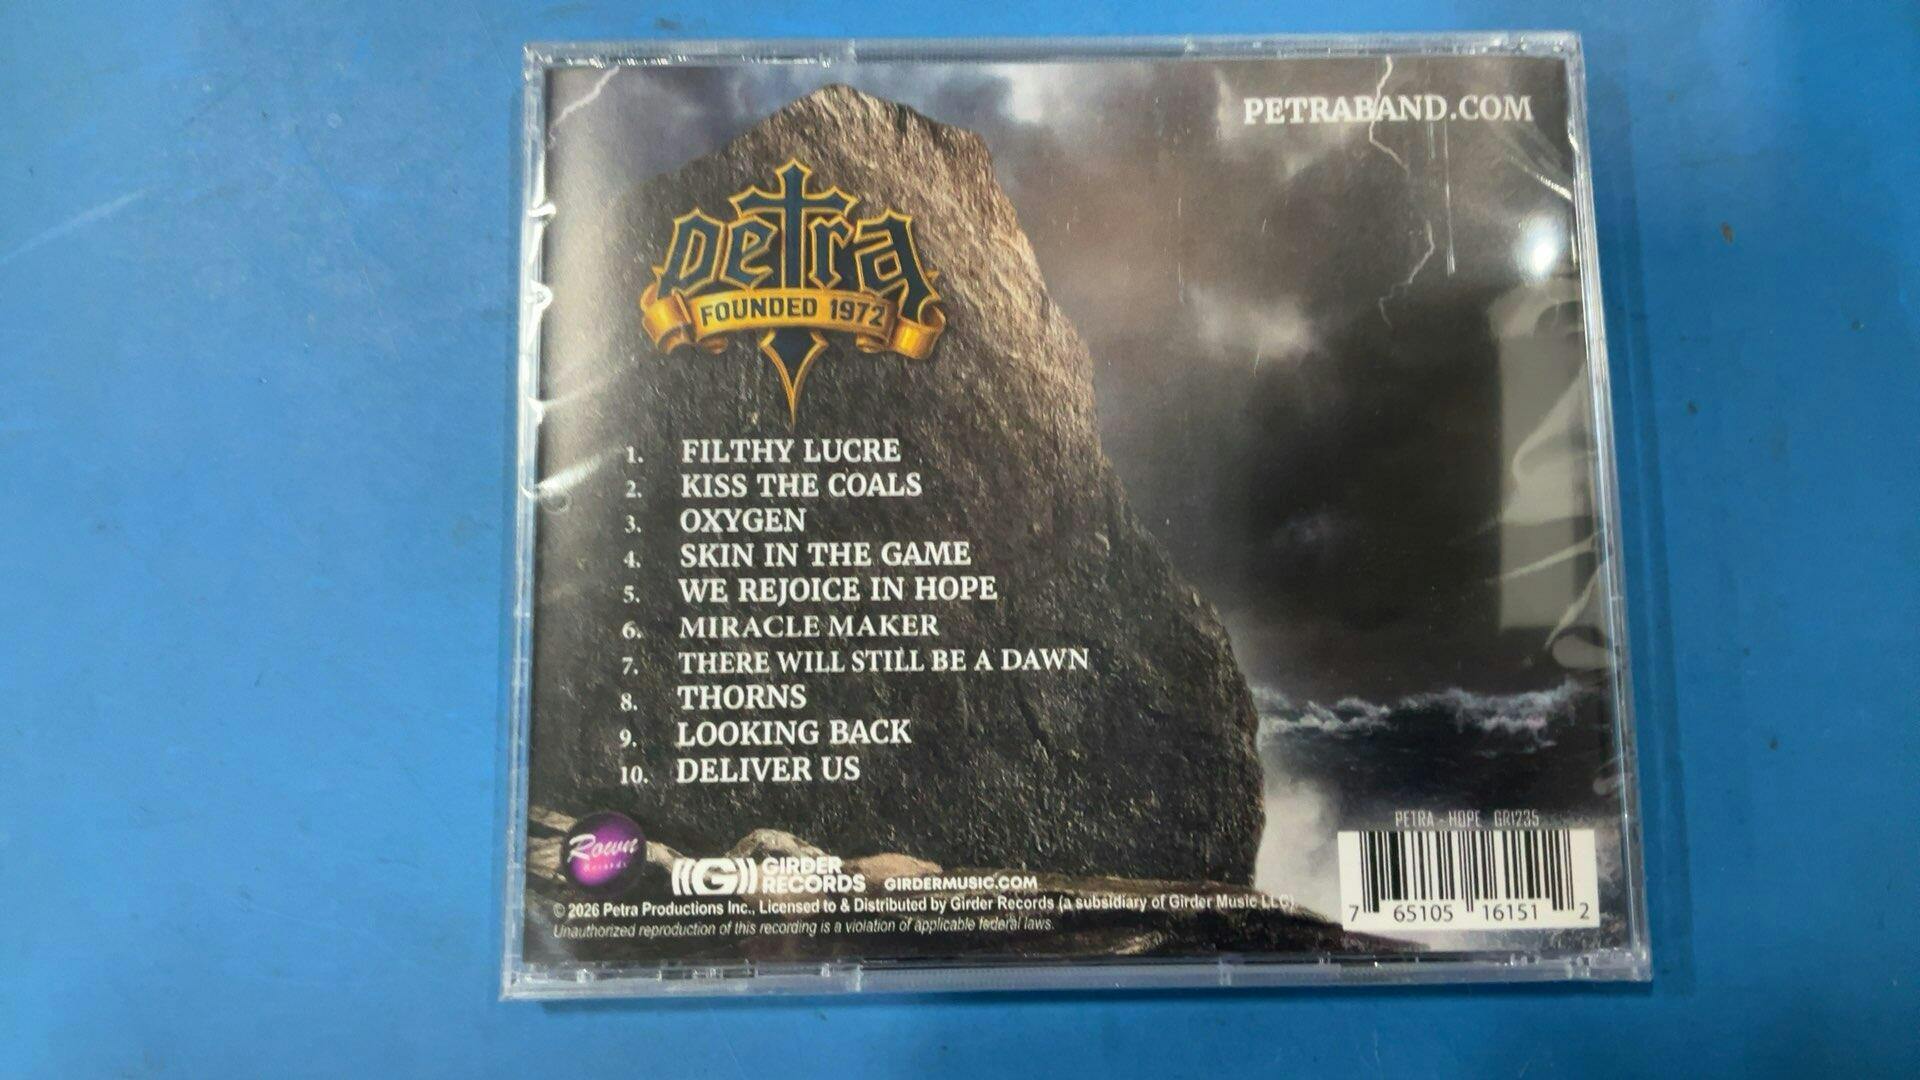 PETRABAND.COM
petra
FOUNDED 1972
1. FILTHY LUCRE
2. KISS THE COALS
3. OXYGEN
4. SKIN IN THE GAME
5. WE REJOICE IN HOPE
6. MIRACLE MAKER
7. THERE WILL STILL BE A DAWN
8. THORNS
9. LOOKING BACK
10. DELIVER US
Rown
Records
((G)) GIRDER
RECORDS GIRDERMUSIC.COM
© 2026 Petra Productions Inc., Licensed to & Distributed by Girder Records (a subsidiary of Girder Music LLC)
Unauthorized reproduction of this recording is a violation of applicable federal laws.
PETRA - HOPE GR1235
7 65105 16151 2